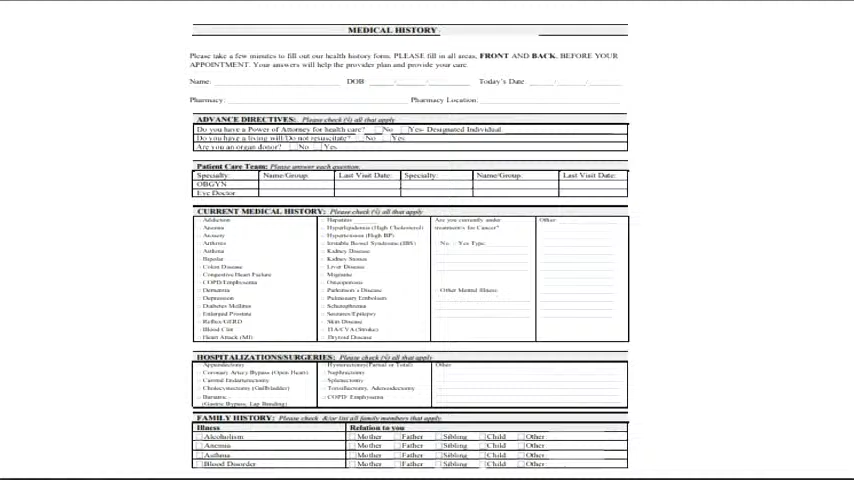 MEDICAL HISTORY
Please take a few minutes to fill out our health history form. PLEASE fill in all areas, FRONT AND BACK, BEFORE YOUR
APPOINTMENT. Your answers will help the provider plan and provide your care.
Name: DOB / / Today's Date / /
Pharmacy: Pharmacy Location:
ADVANCE DIRECTIVES: Please check (√) all that apply
Do you have a Power of Attorney for health care? No Yes- Designated Individual
Do you have a living will/Do not resuscitate? No Yes
Are you an organ donor? No Yes
Patient Care Team: Please answer each question.
Specialty: Name/Group: Last Visit Date: Specialty: Name/Group: Last Visit Date:
OBGYN
Eye Doctor
CURRENT MEDICAL HISTORY: Please check (√) all that apply
Addiction Hepatitis Are you currently under Other:
Anemia Hyperlipidemia (High Cholesterol) treatment/s for Cancer?
Anxiety Hypertension (High BP)
Arthritis Irritable Bowel Syndrome (IBS) No Yes Type:
Asthma Kidney Disease
Bipolar Kidney Stones
Colon Disease Liver Disease
Congestive Heart Failure Migraine
COPD/Emphysema Osteoporosis
Dementia Parkinson's Disease Other Mental Illness:
Depression Pulmonary Embolism
Diabetes Mellitus Schizophrenia
Enlarged Prostate Seizures/Epilepsy
Reflux/GERD Skin Disease
Blood Clot TIA/CVA (Stroke)
Heart Attack (MI) Thyroid Disease
HOSPITALIZATIONS/SURGERIES: Please check (√) all that apply
Appendectomy Hysterectomy(Partial or Total) Other
Coronary Artery Bypass (Open Heart) Nephrectomy
Carotid Endarterectomy Splenectomy
Cholecystectomy (Gallbladder) Tonsillectomy, Adenoidectomy
Bariatric- COPD/ Emphysema
(Gastric Bypass, Lap Banding)
FAMILY HISTORY: Please check &/or list all family members that apply.
Illness Relation to you
Alcoholism Mother Father Sibling Child Other
Anemia Mother Father Sibling Child Other
Asthma Mother Father Sibling Child Other
Blood Disorder Mother Father Sibling Child Other